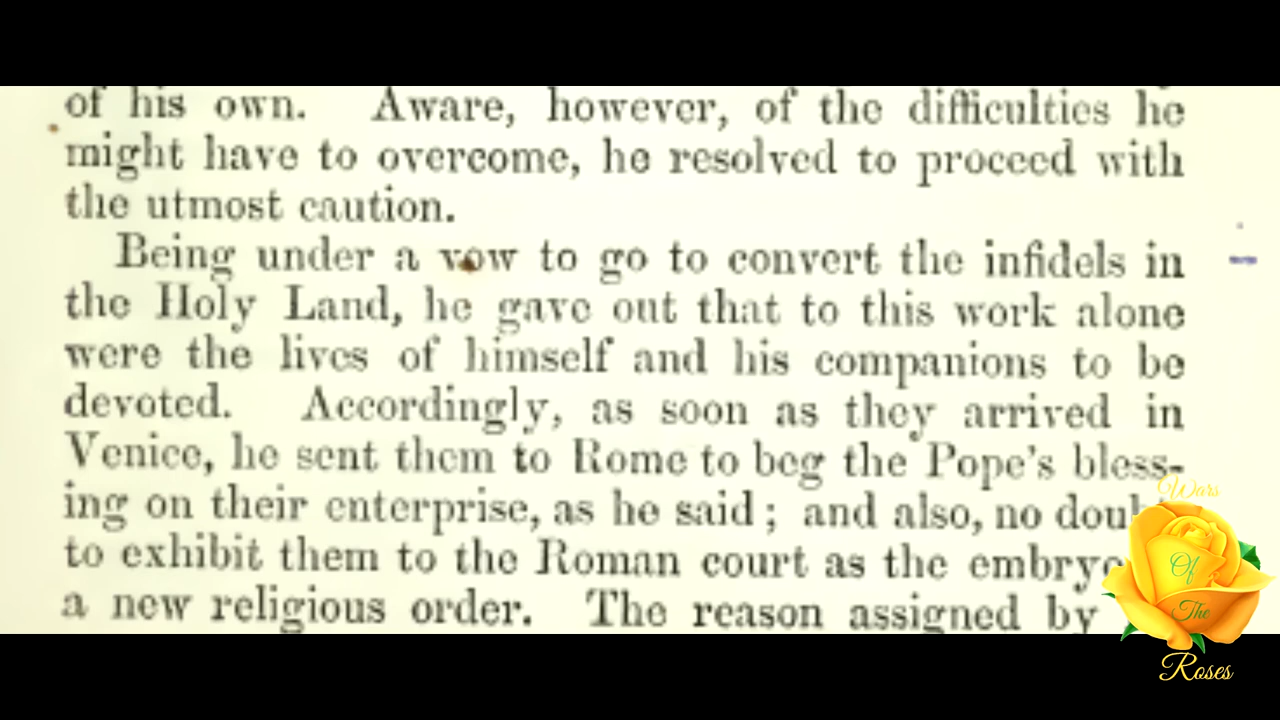 of his own. Aware, however, of the difficulties he
might have to overcome, he resolved to proceed with
the utmost caution.
Being under a vow to go to convert the infidels in
the Holy Land, he gave out that to this work alone
were the lives of himself and his companions to be
devoted. Accordingly, as soon as they arrived in
Venice, he sent them to Rome to beg the Pope's bless-
ing on their enterprise, as he said; and also, no
to exhibit them to the Roman court as the
a new religious order. The reason assigned by
Wars
Of
The
Roses